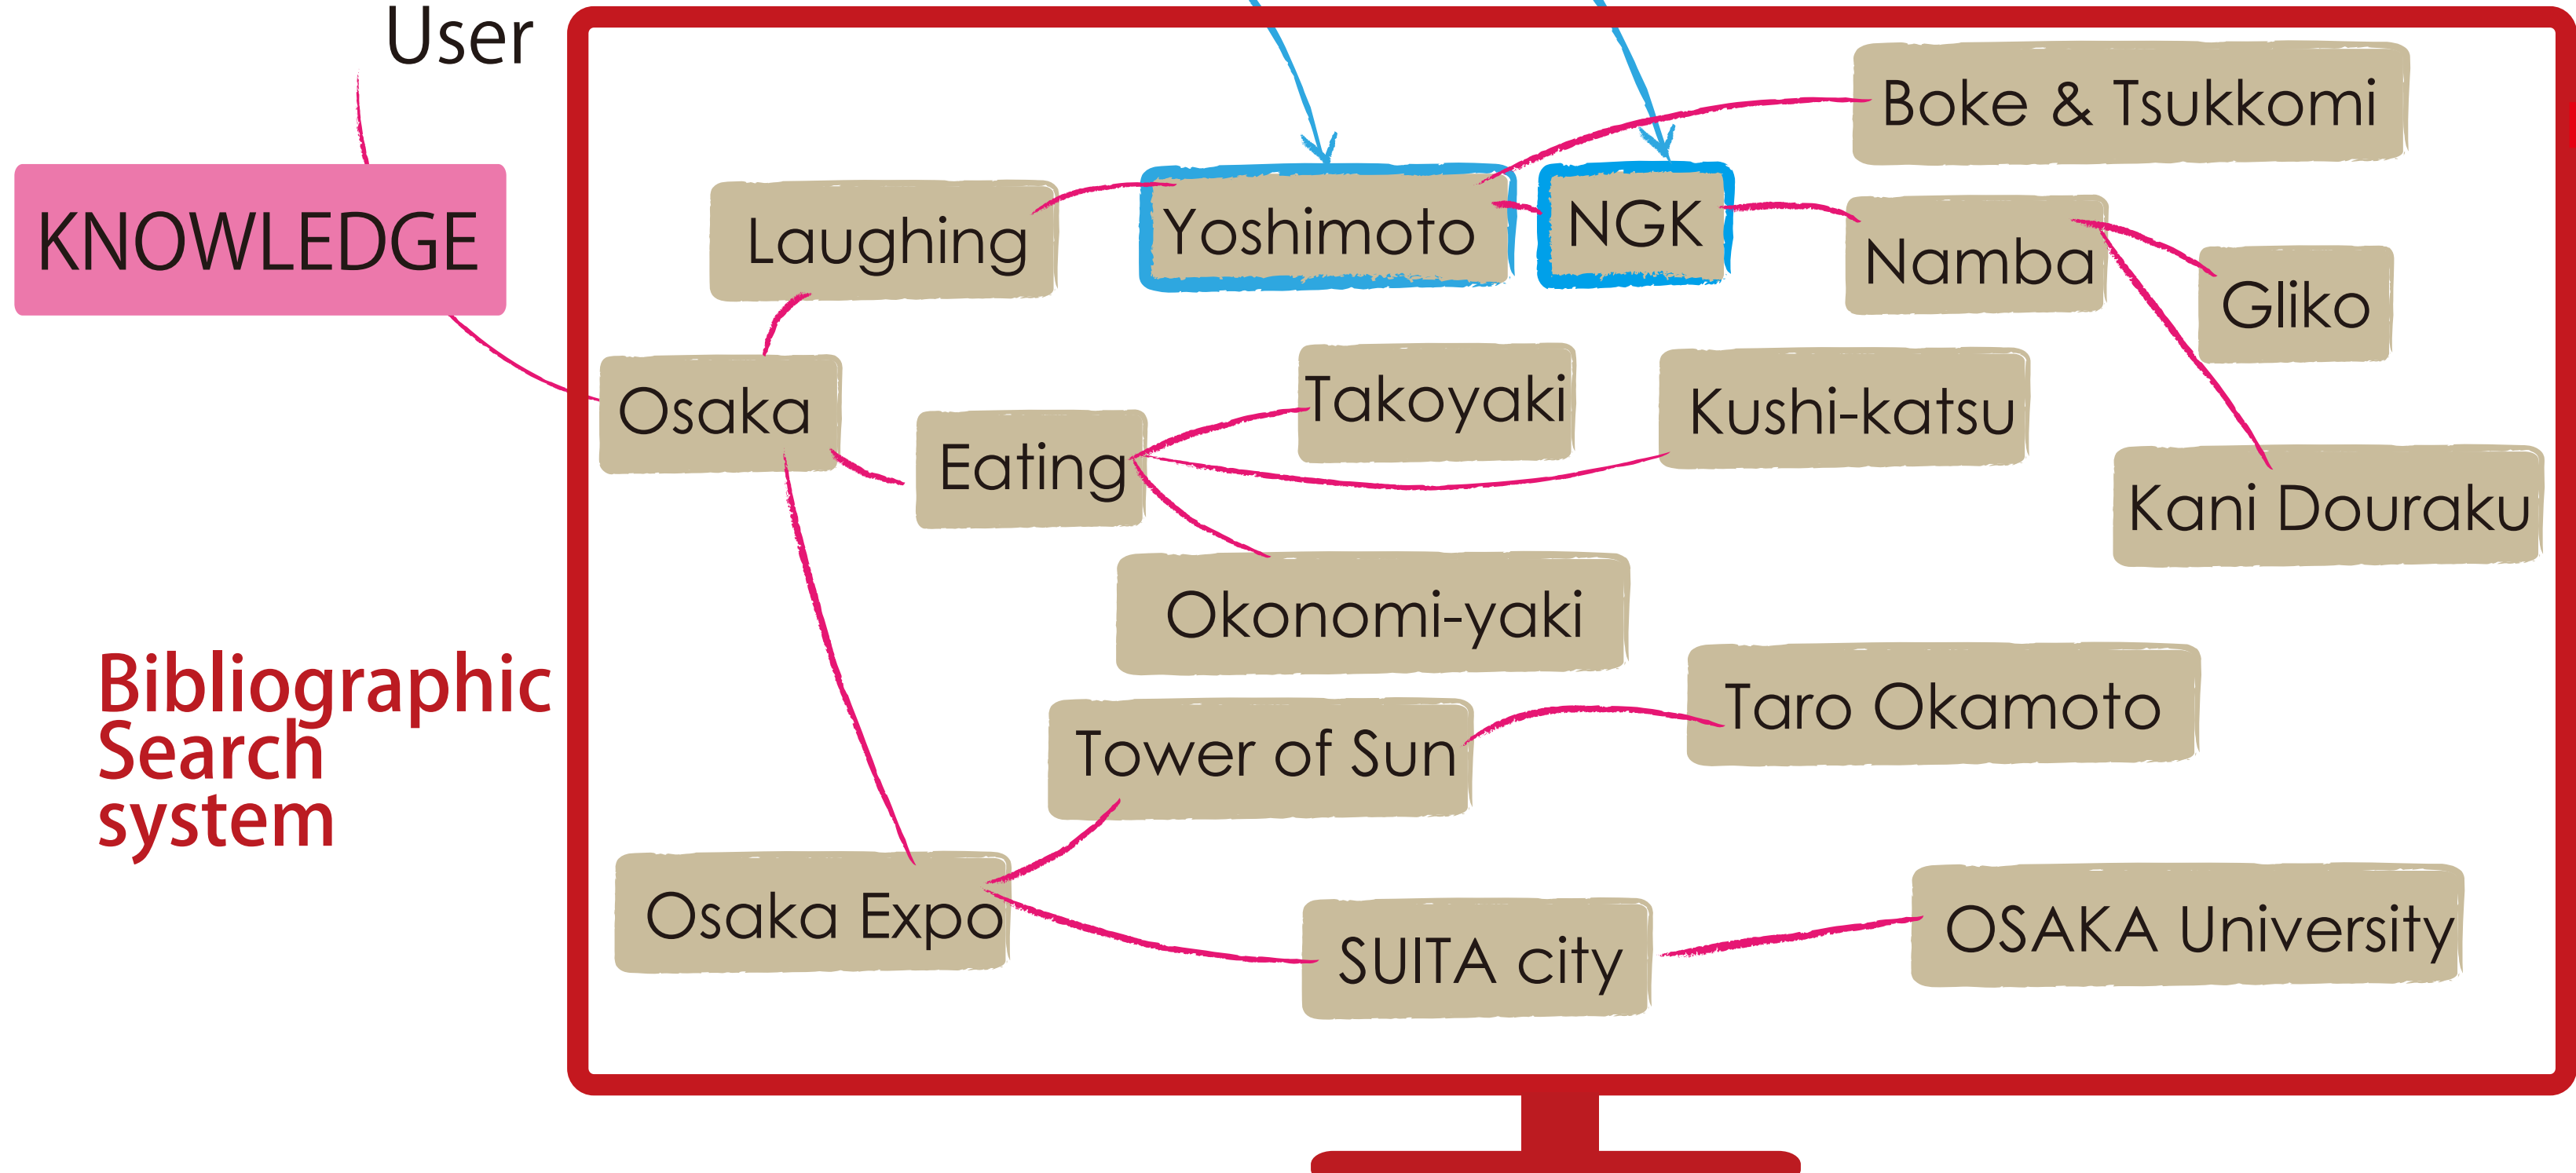 User
KNOWLEDGE
Bibliographic
Search
system
Boke & Tsukkomi
Laughing
Yoshimoto
NGK
Namba
Gliko
Osaka
Eating
Takoyaki
Kushi-katsu
Kani Douraku
Okonomi-yaki
Tower of Sun
Taro Okamoto
Osaka Expo
SUITA city
OSAKA University